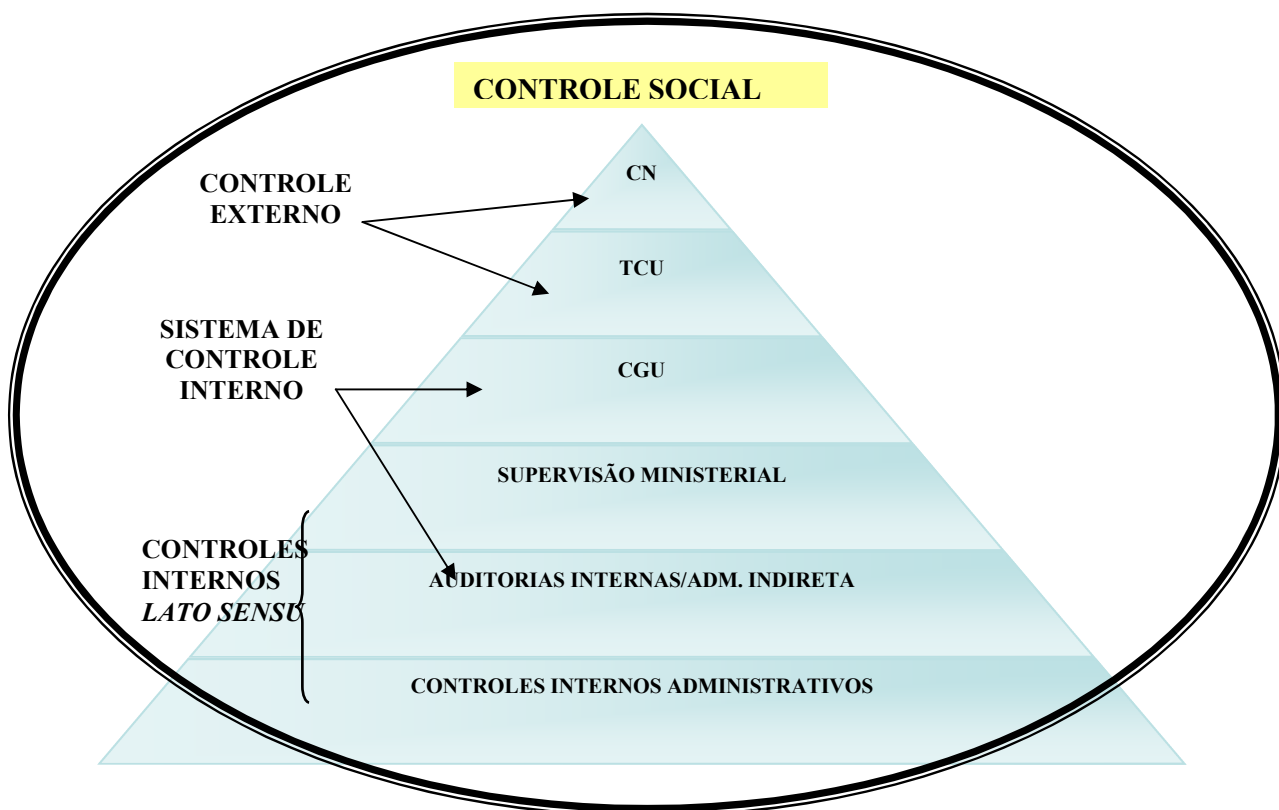 CONTROLE SOCIAL
CN
CONTROLE
EXTERNO
TCU
SISTEMA DE
CONTROLE
INTERNO
CGU
SUPERVISÃO MINISTERIAL
CONTROLES
INTERNOS
LATO SENSU
AUDITORIAS INTERNAS/ADM. INDIRETA
CONTROLES INTERNOS ADMINISTRATIVOS